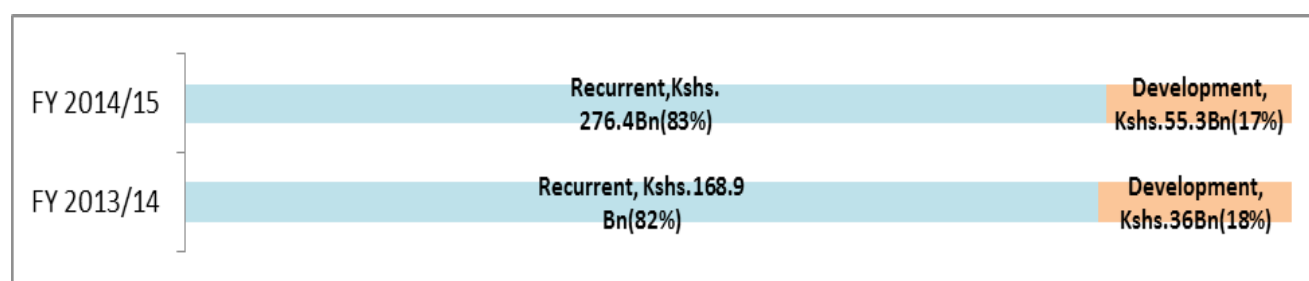 FY 2014/15
Recurrent,Kshs.
276.4Bn(83%)
Development,
Kshs.55.3Bn(17%)
FY 2013/14
Recurrent, Kshs.168.9
Bn(82%)
Development,
Kshs.36Bn(18%)